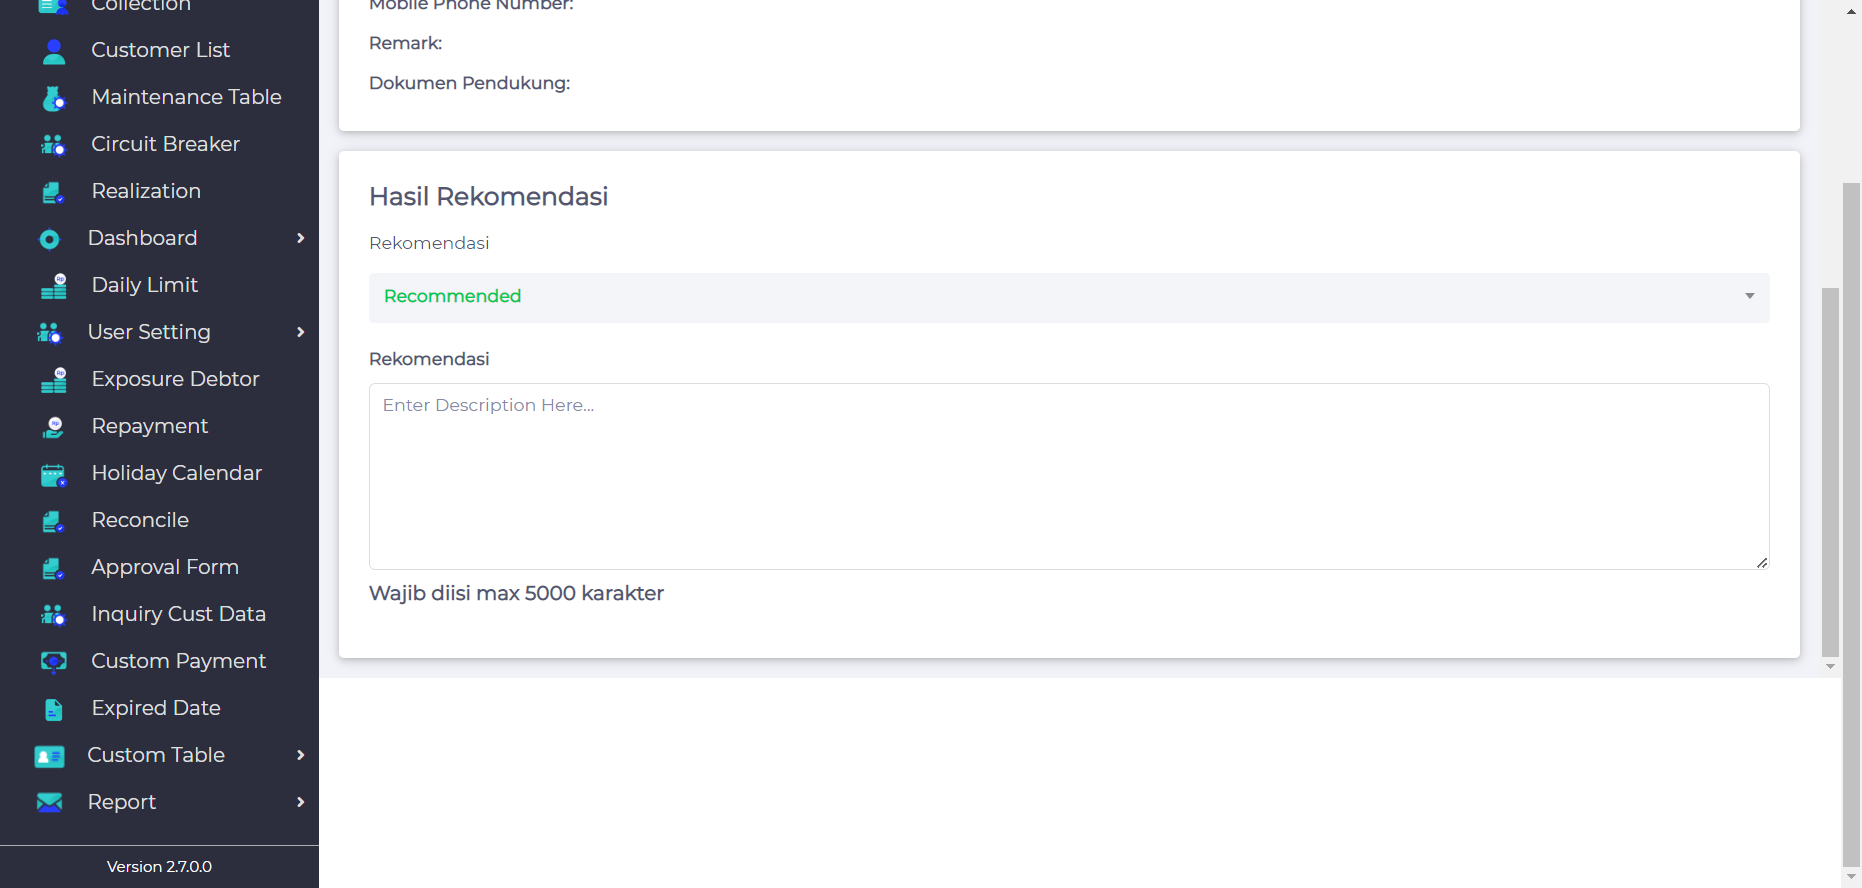 Collection
Customer List
Maintenance Table
Circuit Breaker
Realization
Dashboard
Daily Limit
User Setting
Exposure Debtor
Repayment
Holiday Calendar
Reconcile
Approval Form
Inquiry Cust Data
Custom Payment
Expired Date
Custom Table
Report
Version 2.7.0.0
Mobile Phone Number:
Remark:
Dokumen Pendukung:
Hasil Rekomendasi
Rekomendasi
Recommended
Rekomendasi
Enter Description Here...
Wajib diisi max 5000 karakter